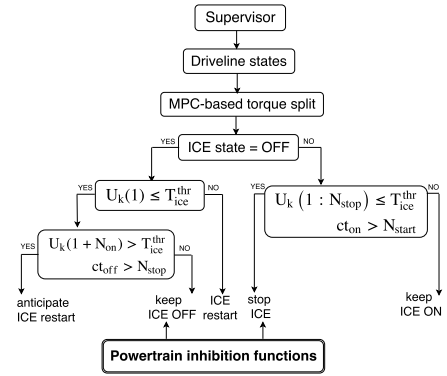 Supervisor
Driveline states
MPC-based torque split
YES
ICE state = OFF
NO
YES
U_k(1) ≤ T_ice^thr
NO
YES
U_k (1 : N_stop) ≤ T_ice^thr
ct_on > N_start
NO
YES
U_k(1 + N_on) > T_ice^thr
ct_off > N_stop
NO
anticipate
ICE restart
keep
ICE OFF
ICE
restart
stop
ICE
keep
ICE ON
Powertrain inhibition functions